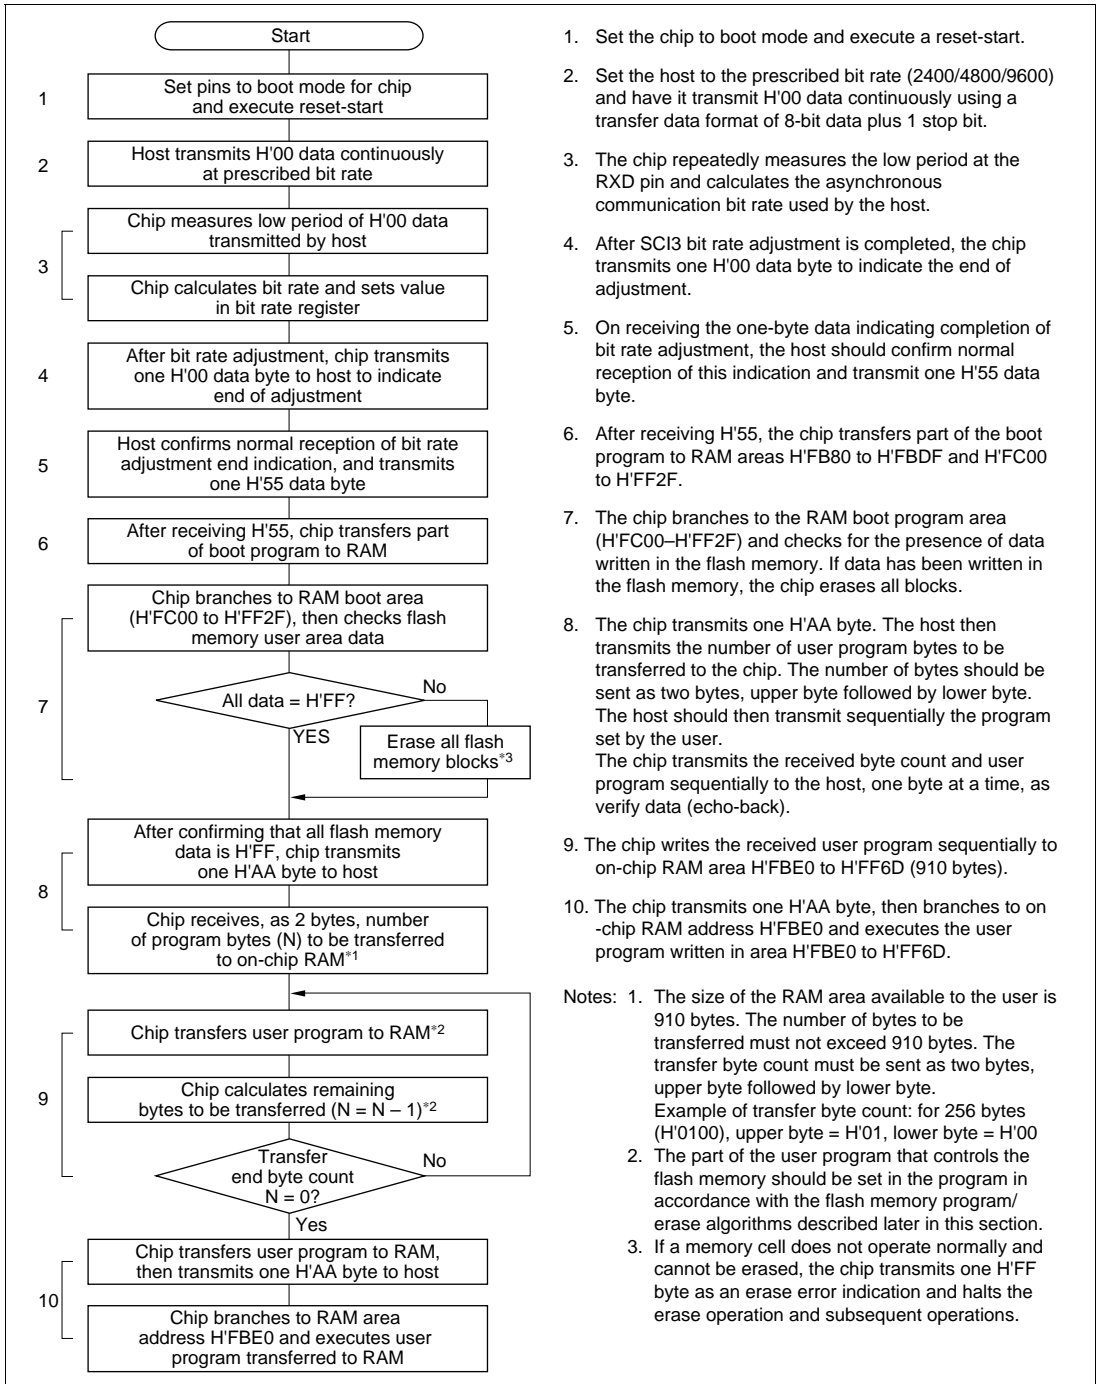 Start
1
Set pins to boot mode for chip
and execute reset-start
2
Host transmits H'00 data continuously
at prescribed bit rate
3
Chip measures low period of H'00 data
transmitted by host
Chip calculates bit rate and sets value
in bit rate register
4
After bit rate adjustment, chip transmits
one H'00 data byte to host to indicate
end of adjustment
5
Host confirms normal reception of bit rate
adjustment end indication, and transmits
one H'55 data byte
6
After receiving H'55, chip transfers part
of boot program to RAM
7
Chip branches to RAM boot area
(H'FC00 to H'FF2F), then checks flash
memory user area data
All data = H'FF?
No
YES
Erase all flash
memory blocks*3
8
After confirming that all flash memory
data is H'FF, chip transmits
one H'AA byte to host
Chip receives, as 2 bytes, number
of program bytes (N) to be transferred
to on-chip RAM*1
9
Chip transfers user program to RAM*2
Chip calculates remaining
bytes to be transferred (N = N – 1)*2
Transfer
end byte count
N = 0?
No
Yes
10
Chip transfers user program to RAM,
then transmits one H'AA byte to host
Chip branches to RAM area
address H'FBE0 and executes user
program transferred to RAM
1. Set the chip to boot mode and execute a reset-start.
2. Set the host to the prescribed bit rate (2400/4800/9600)
and have it transmit H'00 data continuously using a
transfer data format of 8-bit data plus 1 stop bit.
3. The chip repeatedly measures the low period at the
RXD pin and calculates the asynchronous
communication bit rate used by the host.
4. After SCI3 bit rate adjustment is completed, the chip
transmits one H'00 data byte to indicate the end of
adjustment.
5. On receiving the one-byte data indicating completion of
bit rate adjustment, the host should confirm normal
reception of this indication and transmit one H'55 data
byte.
6. After receiving H'55, the chip transfers part of the boot
program to RAM areas H'FB80 to H'FBDF and H'FC00
to H'FF2F.
7. The chip branches to the RAM boot program area
(H'FC00–H'FF2F) and checks for the presence of data
written in the flash memory. If data has been written in
the flash memory, the chip erases all blocks.
8. The chip transmits one H'AA byte. The host then
transmits the number of user program bytes to be
transferred to the chip. The number of bytes should be
sent as two bytes, upper byte followed by lower byte.
The host should then transmit sequentially the program
set by the user.
The chip transmits the received byte count and user
program sequentially to the host, one byte at a time, as
verify data (echo-back).
9. The chip writes the received user program sequentially to
on-chip RAM area H'FBE0 to H'FF6D (910 bytes).
10. The chip transmits one H'AA byte, then branches to on
-chip RAM address H'FBE0 and executes the user
program written in area H'FBE0 to H'FF6D.
Notes: 1. The size of the RAM area available to the user is
910 bytes. The number of bytes to be
transferred must not exceed 910 bytes. The
transfer byte count must be sent as two bytes,
upper byte followed by lower byte.
Example of transfer byte count: for 256 bytes
(H'0100), upper byte = H'01, lower byte = H'00
2. The part of the user program that controls the
flash memory should be set in the program in
accordance with the flash memory program/
erase algorithms described later in this section.
3. If a memory cell does not operate normally and
cannot be erased, the chip transmits one H'FF
byte as an erase error indication and halts the
erase operation and subsequent operations.